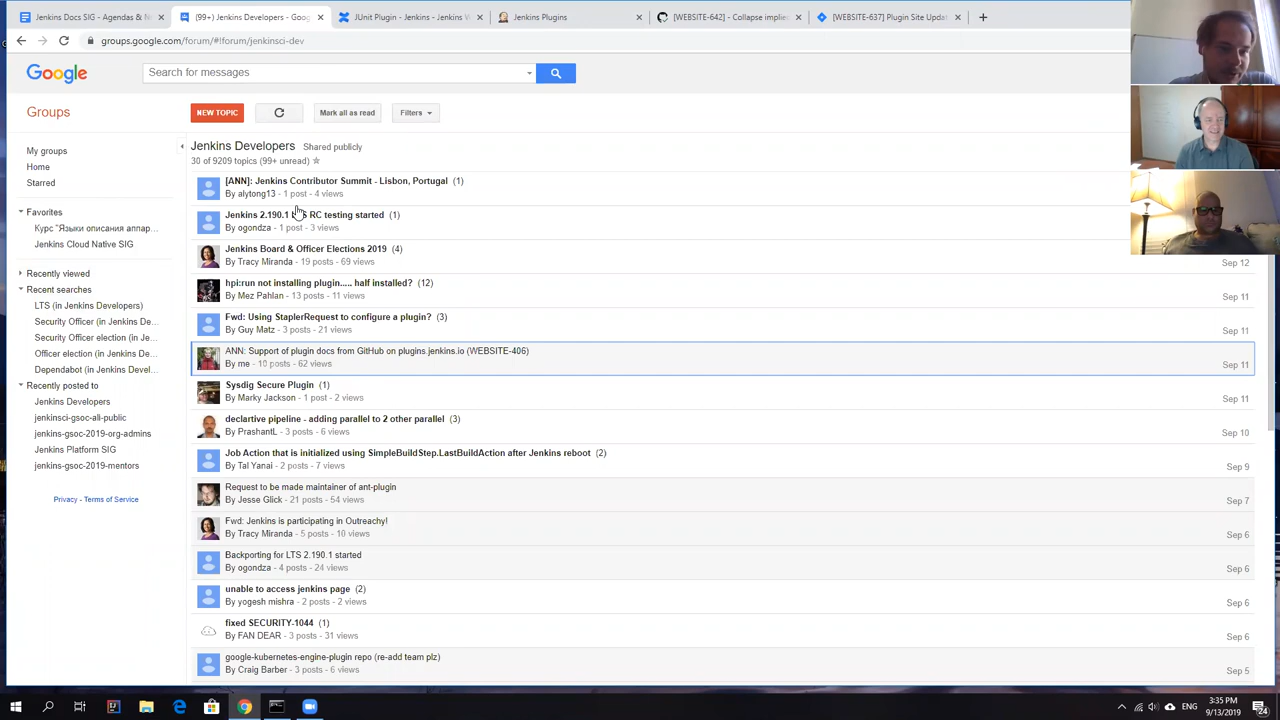 Jenkins Docs SIG - Agendas & N
(99+) Jenkins Developers - Goog
JUnit Plugin - Jenkins - Jenkins W
Jenkins Plugins
[WEBSITE-642] - Collapse implie
[WEBSITE-637] Plugin Site Updat
groups.google.com/forum/#!forum/jenkinsci-dev
Google
Search for messages
Groups
NEW TOPIC
Mark all as read
Filters
My groups
Home
Starred
Favorites
Курс "Языки описания аппар...
Jenkins Cloud Native SIG
Recently viewed
Recent searches
LTS (in Jenkins Developers)
Security Officer (in Jenkins De...
Security Officer election (in Je...
Officer election (in Jenkins De...
Dependabot (in Jenkins Devel...
Recently posted to
Jenkins Developers
jenkinsci-gsoc-all-public
jenkins-gsoc-2019-org-admins
Jenkins Platform SIG
jenkins-gsoc-2019-mentors
Privacy - Terms of Service
Jenkins Developers Shared publicly
30 of 9209 topics (99+ unread)
[ANN]: Jenkins Contributor Summit - Lisbon, Portugal (1)
By alytong13 - 1 post - 4 views
Jenkins 2.190.1 RC testing started (1)
By ogondza - 1 post - 3 views
Jenkins Board & Officer Elections 2019 (4)
By Tracy Miranda - 19 posts - 69 views
Sep 12
hpi:run not installing plugin..... half installed? (12)
By Mez Pahlan - 13 posts - 11 views
Sep 11
Fwd: Using StaplerRequest to configure a plugin? (3)
By Guy Matz - 3 posts - 21 views
Sep 11
ANN: Support of plugin docs from GitHub on plugins.jenkins.io (WEBSITE-406)
By me - 10 posts - 62 views
Sep 11
Sysdig Secure Plugin (1)
By Marky Jackson - 1 post - 2 views
Sep 11
declartive pipeline - adding parallel to 2 other parallel (3)
By PrashantL - 3 posts - 6 views
Sep 10
Job Action that is initialized using SimpleBuildStep.LastBuildAction after Jenkins reboot (2)
By Tal Yanai - 2 posts - 7 views
Sep 9
Request to be made maintainer of ant-plugin
By Jesse Glick - 21 posts - 54 views
Sep 7
Fwd: Jenkins is participating in Outreachy!
By Tracy Miranda - 5 posts - 10 views
Sep 6
Backporting for LTS 2.190.1 started
By ogondza - 4 posts - 24 views
Sep 6
unable to access jenkins page (2)
By yogesh mishra - 2 posts - 2 views
Sep 6
fixed SECURITY-1044 (1)
By FAN DEAR - 3 posts - 31 views
Sep 6
google-kubernetes-engine-plugin repo (re-add team plz)
By Craig Barber - 3 posts - 6 views
Sep 5
ENG
3:35 PM
9/13/2019
24